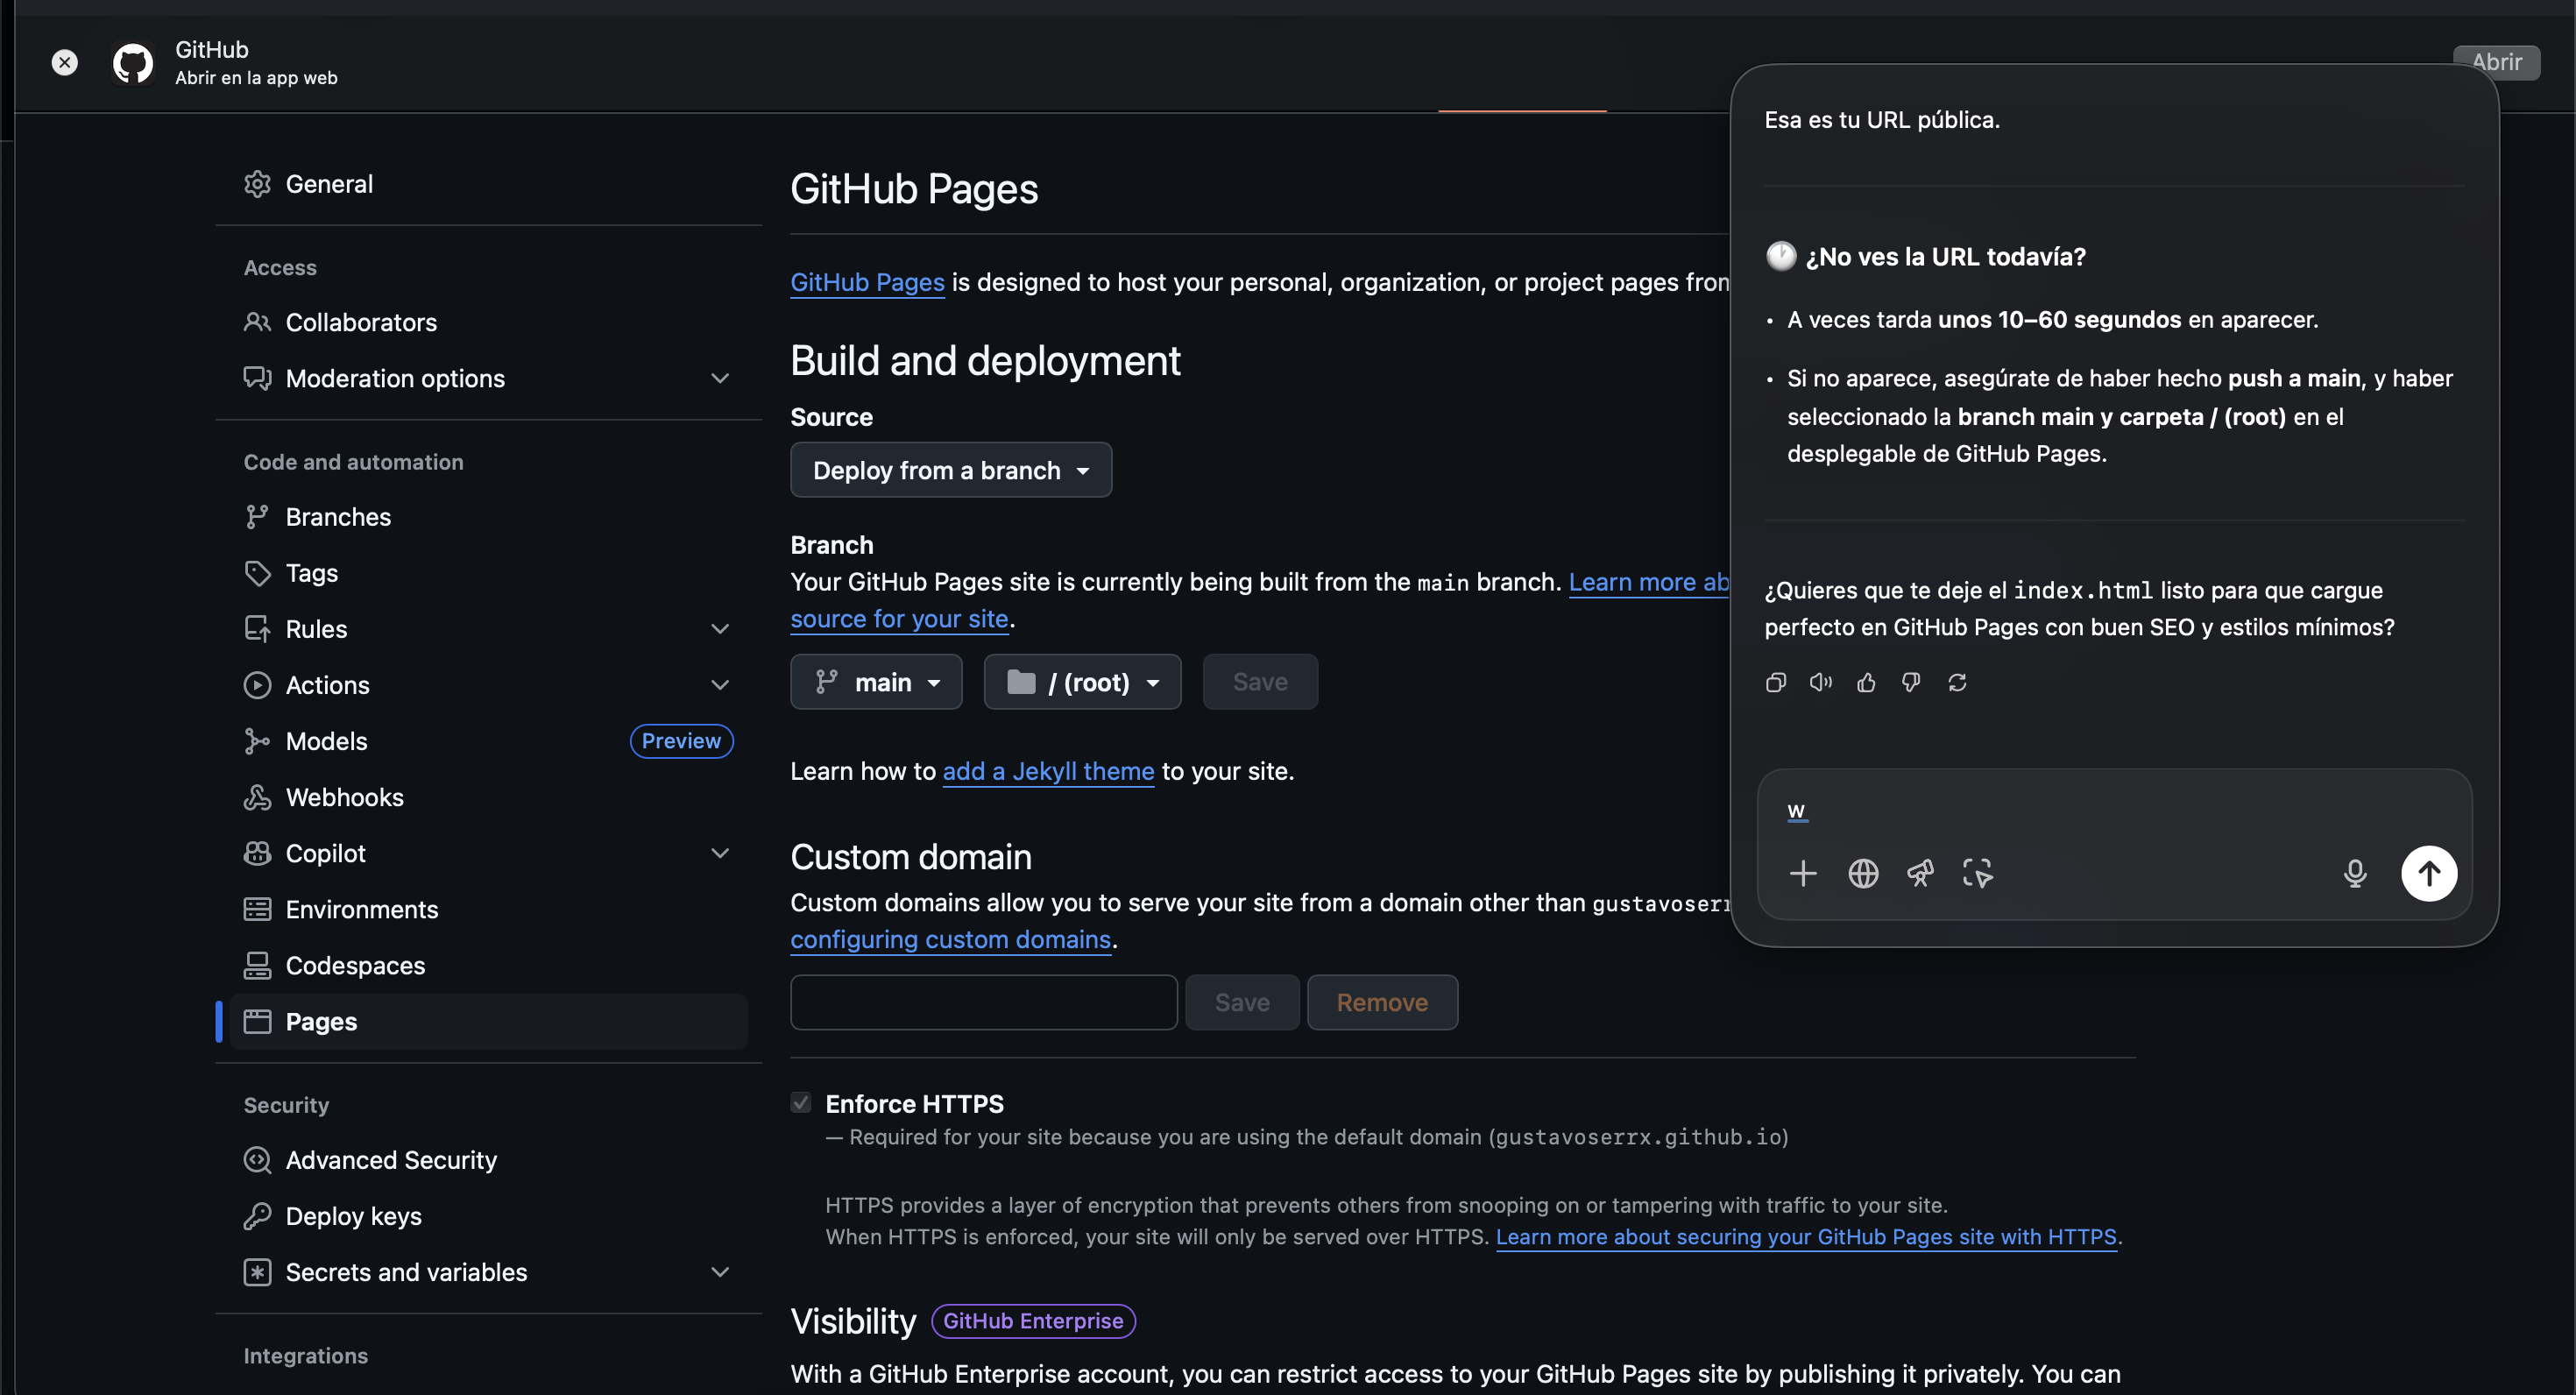 GitHub
Abrir en la app web
Abrir
General
Access
Collaborators
Moderation options
Code and automation
Branches
Tags
Rules
Actions
Models
Preview
Webhooks
Copilot
Environments
Codespaces
Pages
Security
Advanced Security
Deploy keys
Secrets and variables
Integrations
GitHub Pages
GitHub Pages is designed to host your personal, organization, or project pages from
Build and deployment
Source
Deploy from a branch
Branch
Your GitHub Pages site is currently being built from the main branch. Learn more
source for your site.
main
/ (root)
Save
Learn how to add a Jekyll theme to your site.
Custom domain
Custom domains allow you to serve your site from a domain other than
configuring custom domains.
Save
Remove
Enforce HTTPS
— Required for your site because you are using the default domain (gustavoserrx.github.io)
HTTPS provides a layer of encryption that prevents others from snooping on or tampering with traffic to your site.
When HTTPS is enforced, your site will only be served over HTTPS. Learn more about securing your GitHub Pages site with HTTPS.
Visibility
GitHub Enterprise
With a GitHub Enterprise account, you can restrict access to your GitHub Pages site by publishing it privately. You can
Esa es tu URL pública.
¿No ves la URL todavía?
• A veces tarda unos 10–60 segundos en aparecer.
• Si no aparece, asegúrate de haber hecho push a main, y haber
seleccionado la branch main y carpeta / (root) en el
desplegable de GitHub Pages.
¿Quieres que te deje el index.html listo para que cargue
perfecto en GitHub Pages con buen SEO y estilos mínimos?
w